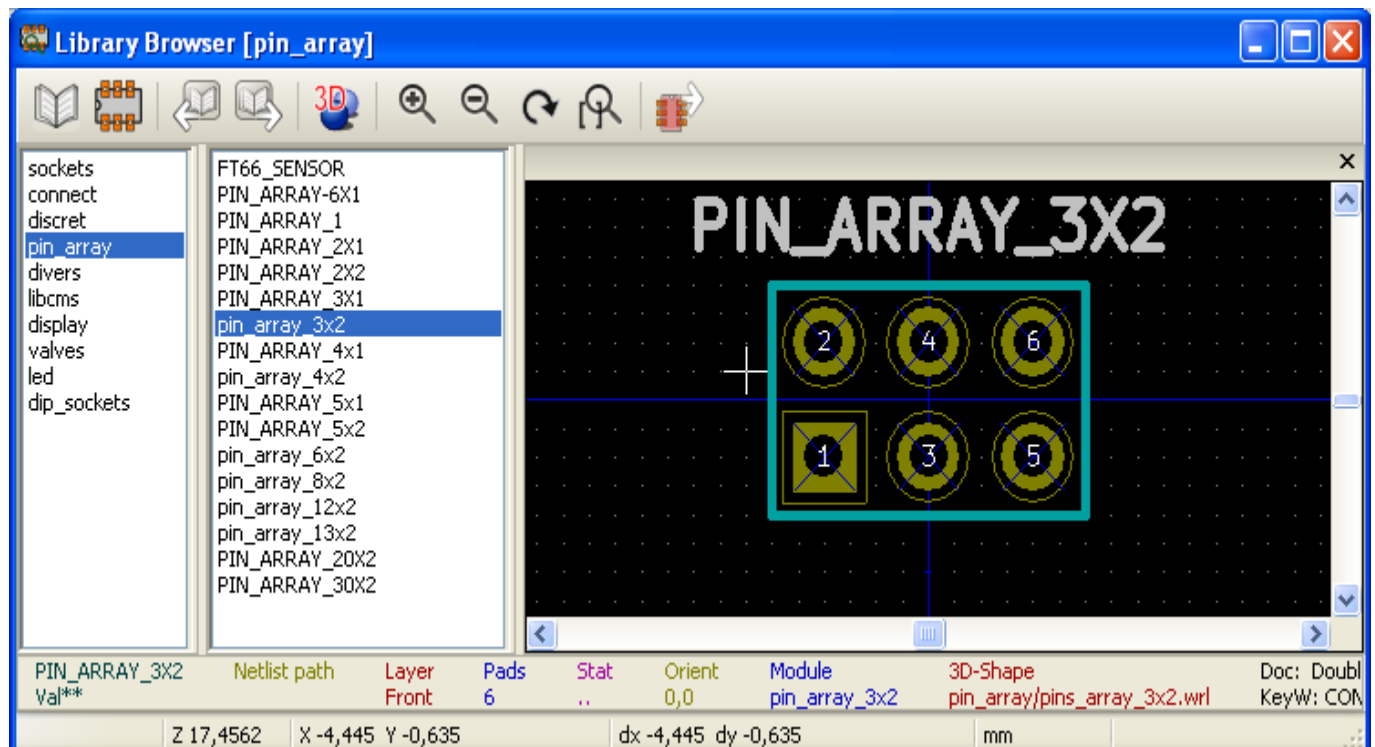 Library Browser [pin_array]
3D
sockets
connect
discret
pin_array
divers
libcms
display
valves
led
dip_sockets
FT66_SENSOR
PIN_ARRAY-6X1
PIN_ARRAY_1
PIN_ARRAY_2X1
PIN_ARRAY_2X2
PIN_ARRAY_3X1
pin_array_3x2
PIN_ARRAY_4x1
pin_array_4x2
PIN_ARRAY_5x1
PIN_ARRAY_5x2
pin_array_6x2
pin_array_8x2
pin_array_12x2
pin_array_13x2
PIN_ARRAY_20X2
PIN_ARRAY_30X2
PIN_ARRAY_3X2
2 4 6
1 3 5
PIN_ARRAY_3X2 Netlist path Layer Pads Stat Orient Module 3D-Shape Doc: Doubl
Val** Front 6 .. 0,0 pin_array_3x2 pin_array/pins_array_3x2.wrl KeyW: CON
Z 17,4562 X -4,445 Y -0,635 dx -4,445 dy -0,635 mm